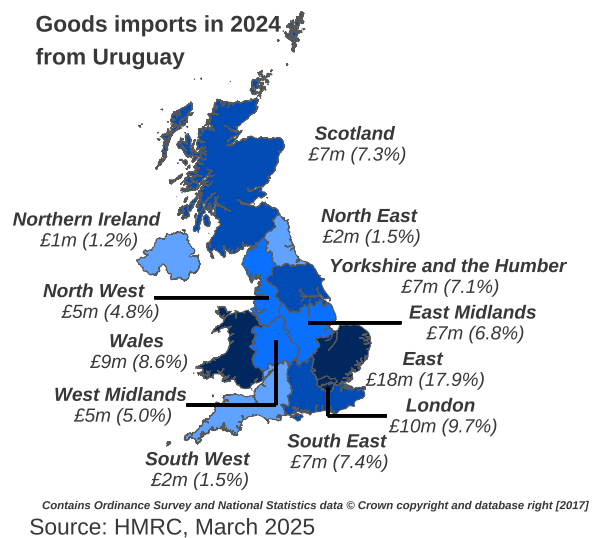 Goods imports in 2024
from Uruguay
Scotland
£7m (7.3%)
Northern Ireland
£1m (1.2%)
North East
£2m (1.5%)
Yorkshire and the Humber
£7m (7.1%)
North West
£5m (4.8%)
East Midlands
£7m (6.8%)
Wales
£9m (8.6%)
East
£18m (17.9%)
West Midlands
£5m (5.0%)
London
£10m (9.7%)
South East
£7m (7.4%)
South West
£2m (1.5%)
Contains Ordinance Survey and National Statistics data © Crown copyright and database right [2017]
Source: HMRC, March 2025